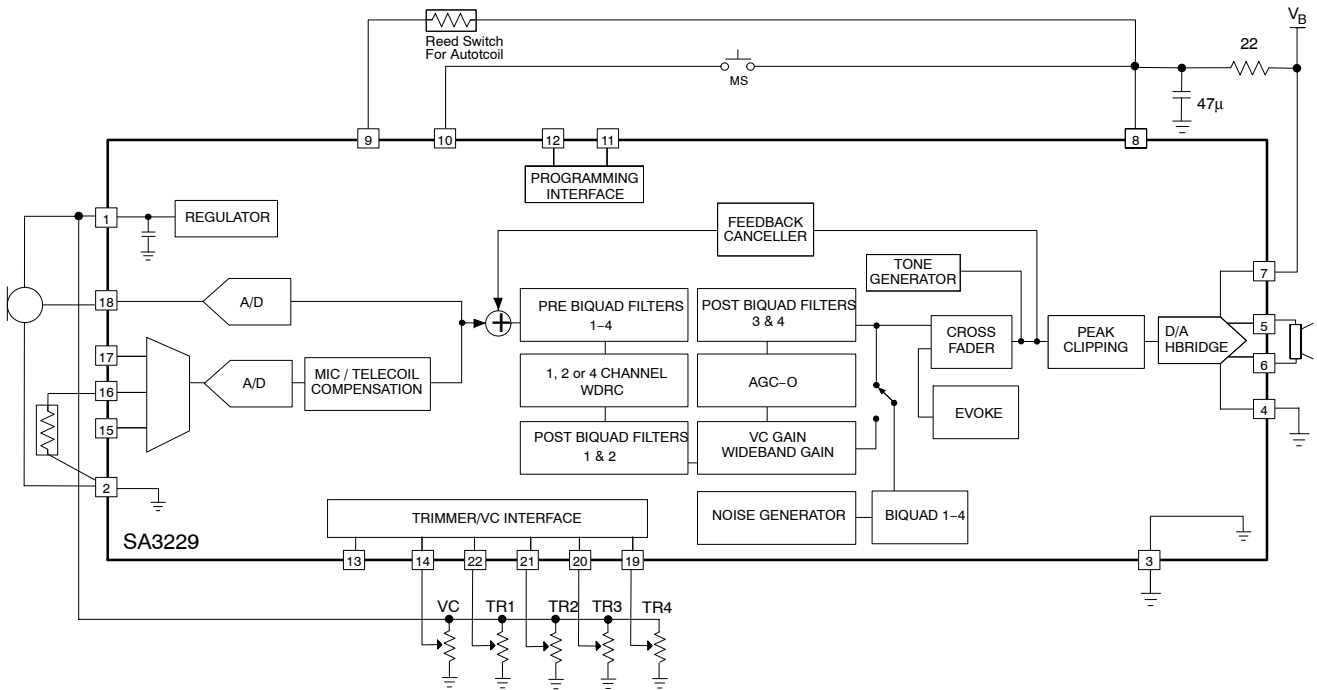 V_B
Reed Switch
For Autotcoil
22
MS
47μ
9
10
12
11
8
PROGRAMMING
INTERFACE
1
REGULATOR
FEEDBACK
CANCELLER
TONE
GENERATOR
7
18
A/D
PRE BIQUAD FILTERS
1–4
POST BIQUAD FILTERS
3 & 4
CROSS
FADER
PEAK
CLIPPING
D/A
HBRIDGE
5
6
17
16
15
A/D
MIC / TELECOIL
COMPENSATION
1, 2 or 4 CHANNEL
WDRC
AGC–O
EVOKE
4
POST BIQUAD FILTERS
1 & 2
VC GAIN
WIDEBAND GAIN
2
TRIMMER/VC INTERFACE
NOISE GENERATOR
BIQUAD 1–4
SA3229
13
14
22
21
20
19
3
VC
TR1
TR2
TR3
TR4